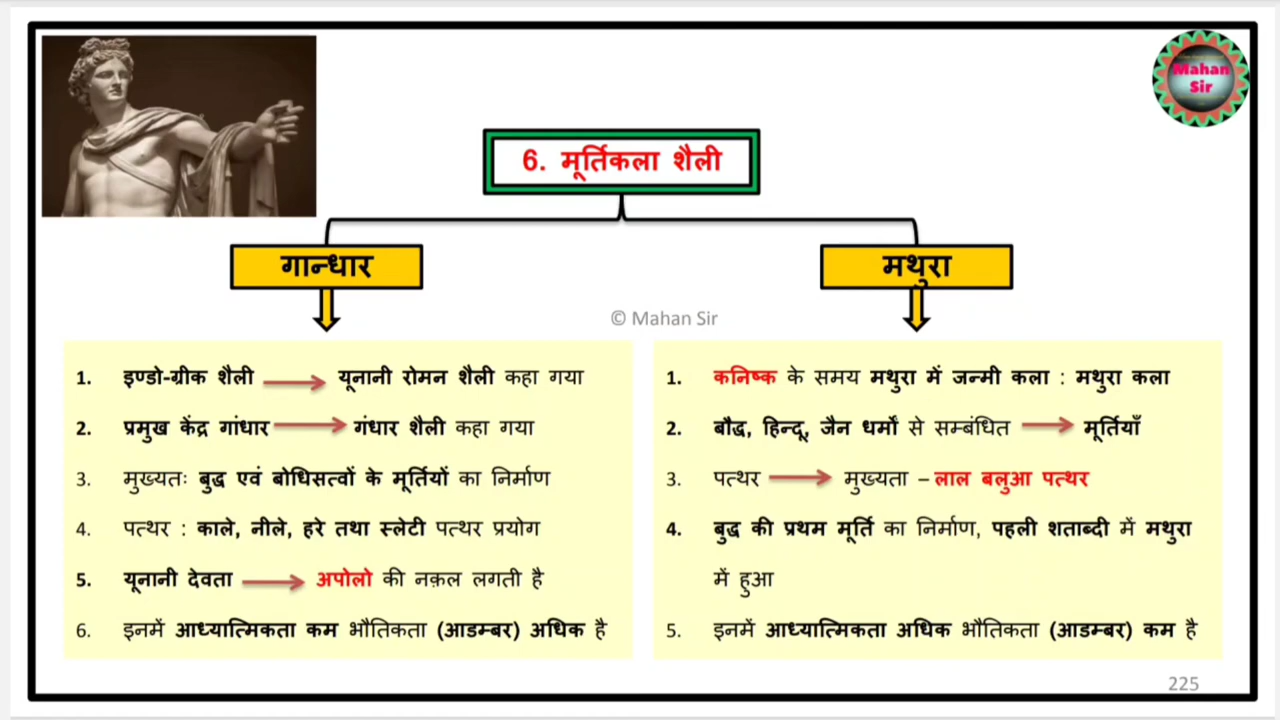 Mahan
Sir
6. मूर्तिकला शैली
गान्धार
मथुरा
© Mahan Sir
1. इण्डो-ग्रीक शैली → यूनानी रोमन शैली कहा गया
2. प्रमुख केंद्र गांधार → गंधार शैली कहा गया
3. मुख्यतः बुद्ध एवं बोधिसत्वों के मूर्तियों का निर्माण
4. पत्थर : काले, नीले, हरे तथा स्लेटी पत्थर प्रयोग
5. यूनानी देवता → अपोलो की नक़ल लगती है
6. इनमें आध्यात्मिकता कम भौतिकता (आडम्बर) अधिक है
1. कनिष्क के समय मथुरा में जन्मी कला : मथुरा कला
2. बौद्ध, हिन्दू, जैन धर्मों से सम्बंधित → मूर्तियाँ
3. पत्थर → मुख्यता – लाल बलुआ पत्थर
4. बुद्ध की प्रथम मूर्ति का निर्माण, पहली शताब्दी में मथुरा
में हुआ
5. इनमें आध्यात्मिकता अधिक भौतिकता (आडम्बर) कम है
225